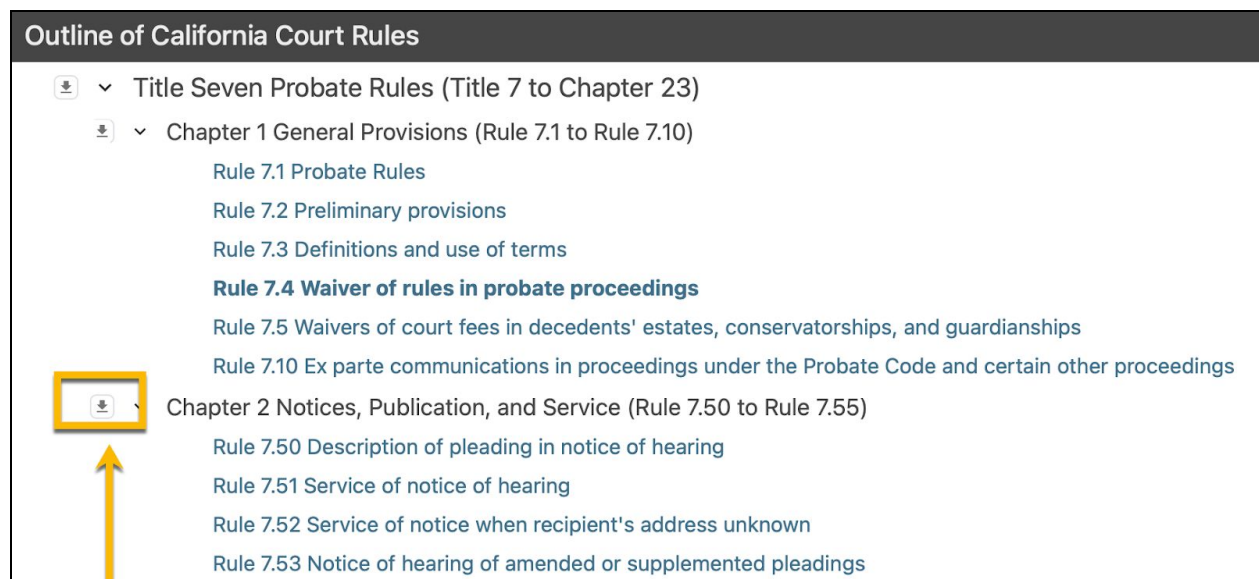 Outline of California Court Rules
Title Seven Probate Rules (Title 7 to Chapter 23)
Chapter 1 General Provisions (Rule 7.1 to Rule 7.10)
Rule 7.1 Probate Rules
Rule 7.2 Preliminary provisions
Rule 7.3 Definitions and use of terms
Rule 7.4 Waiver of rules in probate proceedings
Rule 7.5 Waivers of court fees in decedents' estates, conservatorships, and guardianships
Rule 7.10 Ex parte communications in proceedings under the Probate Code and certain other proceedings
Chapter 2 Notices, Publication, and Service (Rule 7.50 to Rule 7.55)
Rule 7.50 Description of pleading in notice of hearing
Rule 7.51 Service of notice of hearing
Rule 7.52 Service of notice when recipient's address unknown
Rule 7.53 Notice of hearing of amended or supplemented pleadings